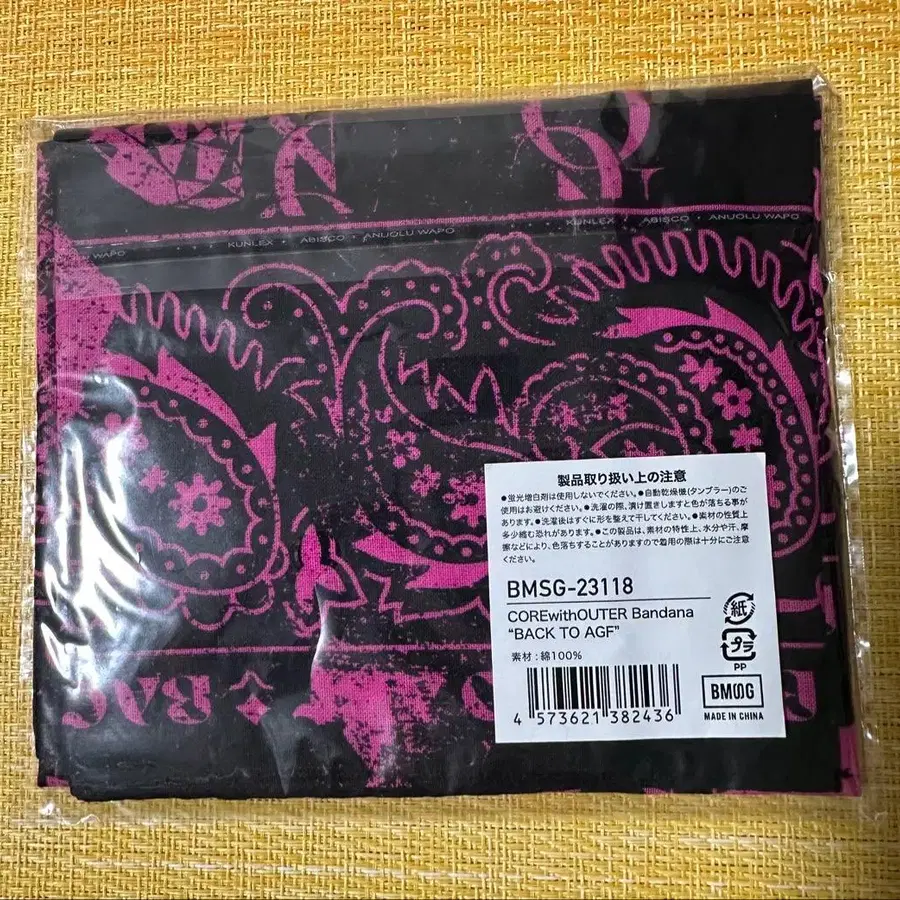 KUNLEX • ABISCO • ANUOLU WAPO
KUNLEX • ABISCO • ANUOLU WAPO
WAPO
製品取り扱い上の注意
●蛍光増白剤は使用しないでください。●自動乾燥機(タンブラー)のご
使用はお避けください。●洗濯の際、漬け置きしますと色が落ちる事が
あります。●洗濯後はすぐに形を整えて干してください。●素材の性質上
多少縮む恐れがあります。●この製品は、素材の特性上、水分や汗、摩
擦などにより、色落ちすることがありますので着用の際は十分にご注意
ください。
BMSG-23118
COREwithOUTER Bandana
“BACK TO AGF”
素材：綿100%
4 573621 382436
紙
プラ
PP
BMSG
MADE IN CHINA
BAC